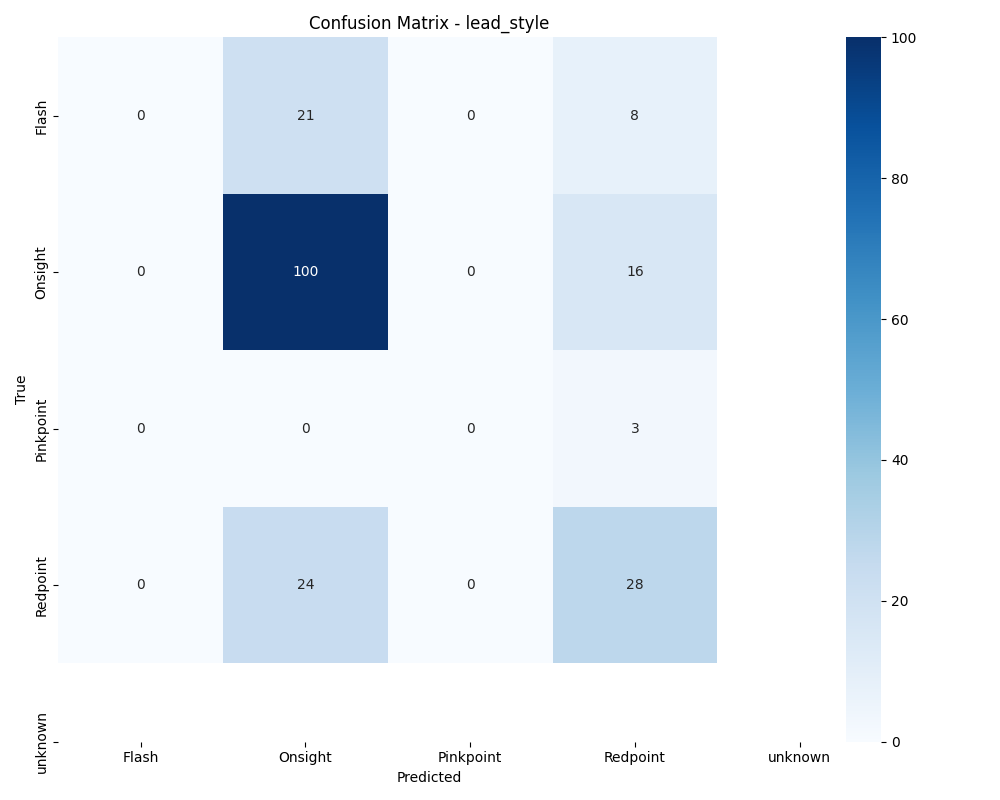 Confusion Matrix - lead_style
Flash 0 21 0 8
Onsight 0 100 0 16
Pinkpoint 0 0 0 3
Redpoint 0 24 0 28
unknown
True
Flash Onsight Pinkpoint Redpoint unknown
Predicted
100
80
60
40
20
0